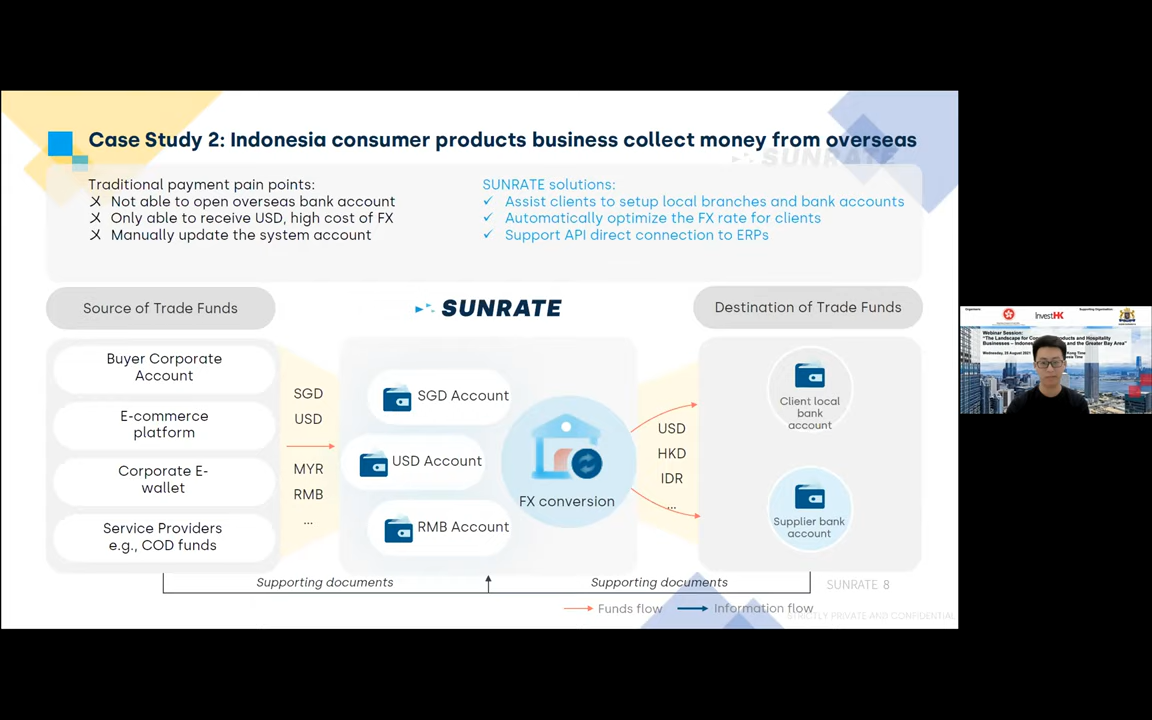 Case Study 2: Indonesia consumer products business collect money from overseas
SUNRATE
Traditional payment pain points:
Not able to open overseas bank account
Only able to receive USD, high cost of FX
Manually update the system account
SUNRATE solutions:
Assist clients to setup local branches and bank accounts
Automatically optimize the FX rate for clients
Support API direct connection to ERPs
Source of Trade Funds
SUNRATE
Destination of Trade Funds
Buyer Corporate
Account
E-commerce
platform
Corporate E-
wallet
Service Providers
e.g., COD funds
SGD
USD
MYR
RMB
...
SGD Account
USD Account
RMB Account
FX conversion
USD
HKD
IDR
...
Client local
bank
account
Supplier bank
account
Supporting documents
Supporting documents
SUNRATE 8
Funds flow
Information flow
STRICTLY PRIVATE AND CONFIDENTIAL
InvestHK
Webinar Session: